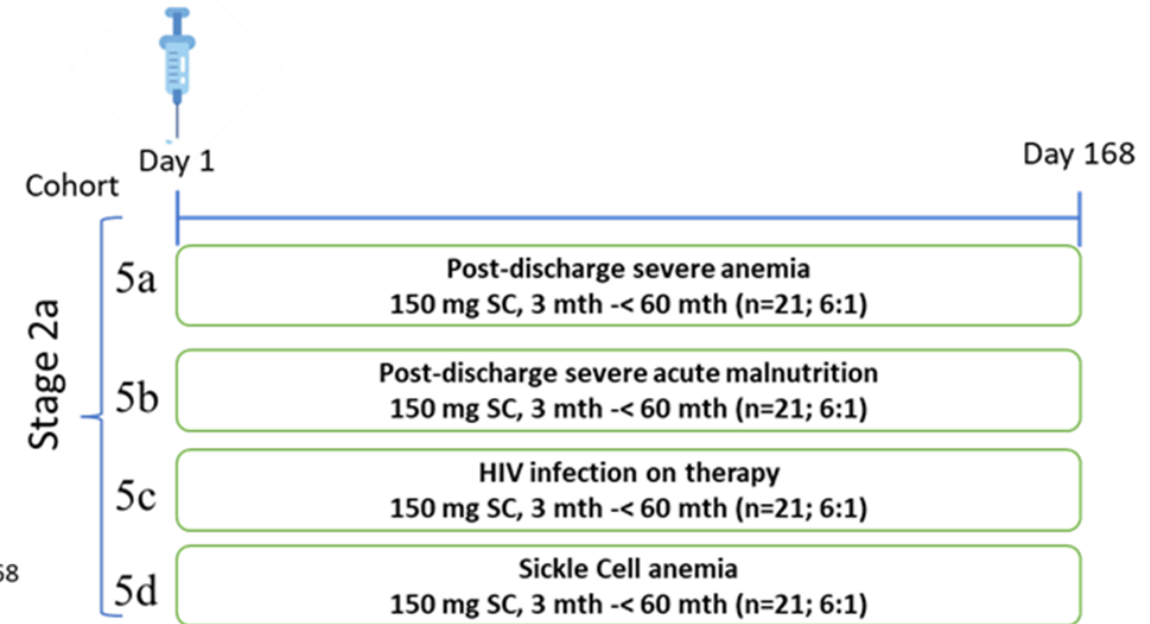 Day 1
Day 168
Cohort
Stage 2a
5a
Post-discharge severe anemia
150 mg SC, 3 mth -< 60 mth (n=21; 6:1)
5b
Post-discharge severe acute malnutrition
150 mg SC, 3 mth -< 60 mth (n=21; 6:1)
5c
HIV infection on therapy
150 mg SC, 3 mth -< 60 mth (n=21; 6:1)
68
5d
Sickle Cell anemia
150 mg SC, 3 mth -< 60 mth (n=21; 6:1)